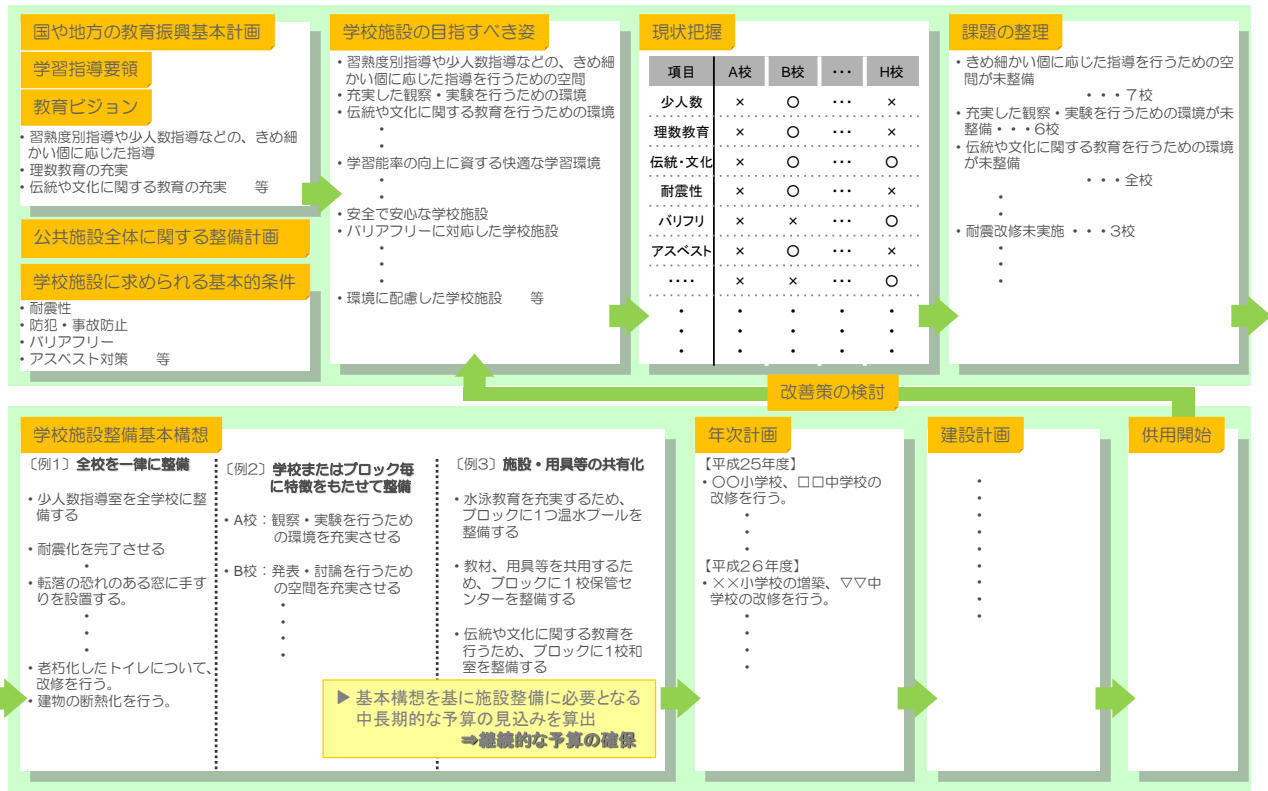 国や地方の教育振興基本計画
学習指導要領
教育ビジョン
・習熟度別指導や少人数指導などの、きめ細
かい個に応じた指導
・理数教育の充実
・伝統や文化に関する教育の充実　等
公共施設全体に関する整備計画
学校施設に求められる基本的条件
・耐震性
・防犯・事故防止
・バリアフリー
・アスベスト対策　等
学校施設の目指すべき姿
・習熟度別指導や少人数指導などの、きめ細
かい個に応じた指導を行うための空間
・充実した観察・実験を行うための環境
・伝統や文化に関する教育を行うための環境
・
・
・学習能率の向上に資する快適な学習環境
・
・
・安全で安心な学校施設
・バリアフリーに対応した学校施設
・
・
・
・環境に配慮した学校施設　等
現状把握
項目 A校 B校 ・・・ H校
少人数 × ○ ・・・ ×
理数教育 × ○ ・・・ ×
伝統・文化 × ○ ・・・ ○
耐震性 × ○ ・・・ ×
バリフリ × × ・・・ ○
アスベスト × ○ ・・・ ×
・・・・ × × ・・・ ○
・ ・ ・ ・ ・
・ ・ ・ ・ ・
・ ・ ・ ・ ・
課題の整理
・きめ細かい個に応じた指導を行うための空
間が未整備
・・・7校
・充実した観察・実験を行うための環境が未
整備・・・6校
・伝統や文化に関する教育を行うための環境
が未整備
・・・全校
・
・
・耐震改修未実施・・・3校
・
・
・
改善策の検討
学校施設整備基本構想
〔例1〕全校を一律に整備
・少人数指導室を全学校に整
備する
・耐震化を完了させる
・
・転落の恐れのある窓に手す
りを設置する。
・
・
・
・老朽化したトイレについて、
改修を行う。
・建物の断熱化を行う。
〔例2〕学校またはブロック毎
に特徴をもたせて整備
・A校：観察・実験を行うため
の環境を充実させる
・B校：発表・討論を行うため
の空間を充実させる
・
・
・
・
〔例3〕施設・用具等の共有化
・水泳教育を充実するため、
ブロックに1つ温水プールを
整備する
・教材、用具等を共用するた
め、ブロックに１校保管セ
ンターを整備する
・伝統や文化に関する教育を
行うため、ブロックに1校和
室を整備する
▶基本構想を基に施設整備に必要となる
中長期的な予算の見込みを算出
⇒継続的な予算の確保
年次計画
【平成25年度】
・〇〇小学校、□□中学校の
改修を行う。
・
・
・
【平成２６年度】
・××小学校の増築、▽▽中
学校の改修を行う。
・
・
・
・
建設計画
・
・
・
・
・
・
・
・
・
供用開始